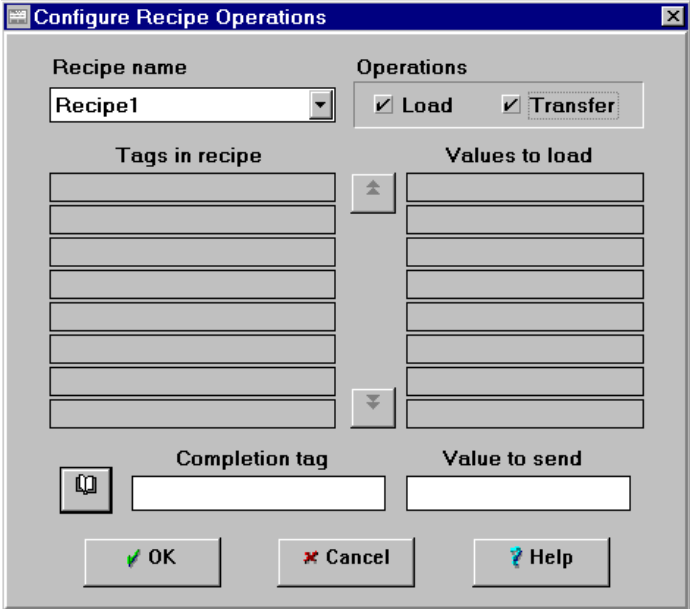 Configure Recipe Operations
Recipe name
Operations
Recipe1
Load
Transfer
Tags in recipe
Values to load
Completion tag
Value to send
OK
Cancel
Help